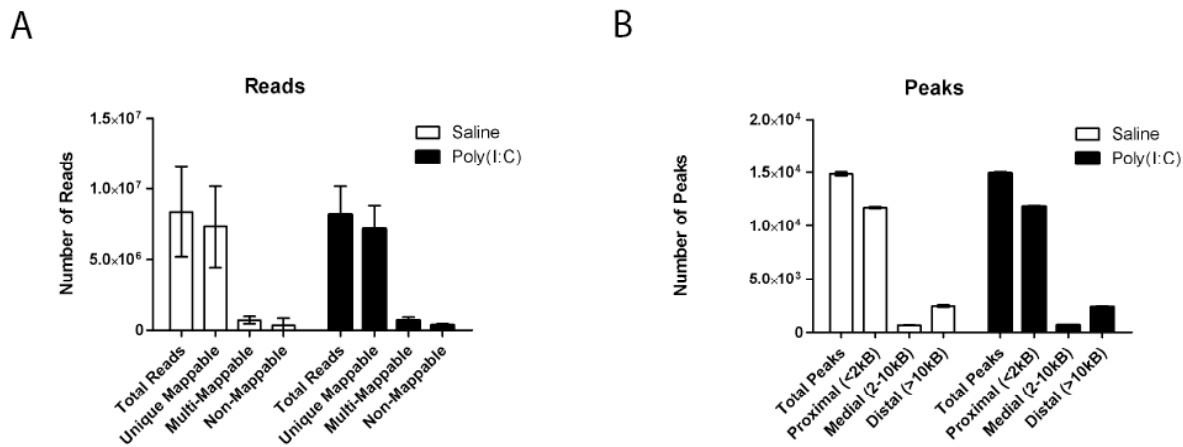 A
Reads
1.5×10⁷
1.0×10⁷
5.0×10⁶
0
Number of Reads
Saline
Poly(I:C)
Total Reads
Unique Mappable
Multi-Mappable
Non-Mappable
Total Reads
Unique Mappable
Multi-Mappable
Non-Mappable
B
Peaks
2.0×10⁴
1.5×10⁴
1.0×10⁴
5.0×10³
0
Number of Peaks
Saline
Poly(I:C)
Total Peaks
Proximal (<2kB)
Medial (2-10kB)
Distal (>10kB)
Total Peaks
Proximal (<2kB)
Medial (2-10kB)
Distal (>10kB)